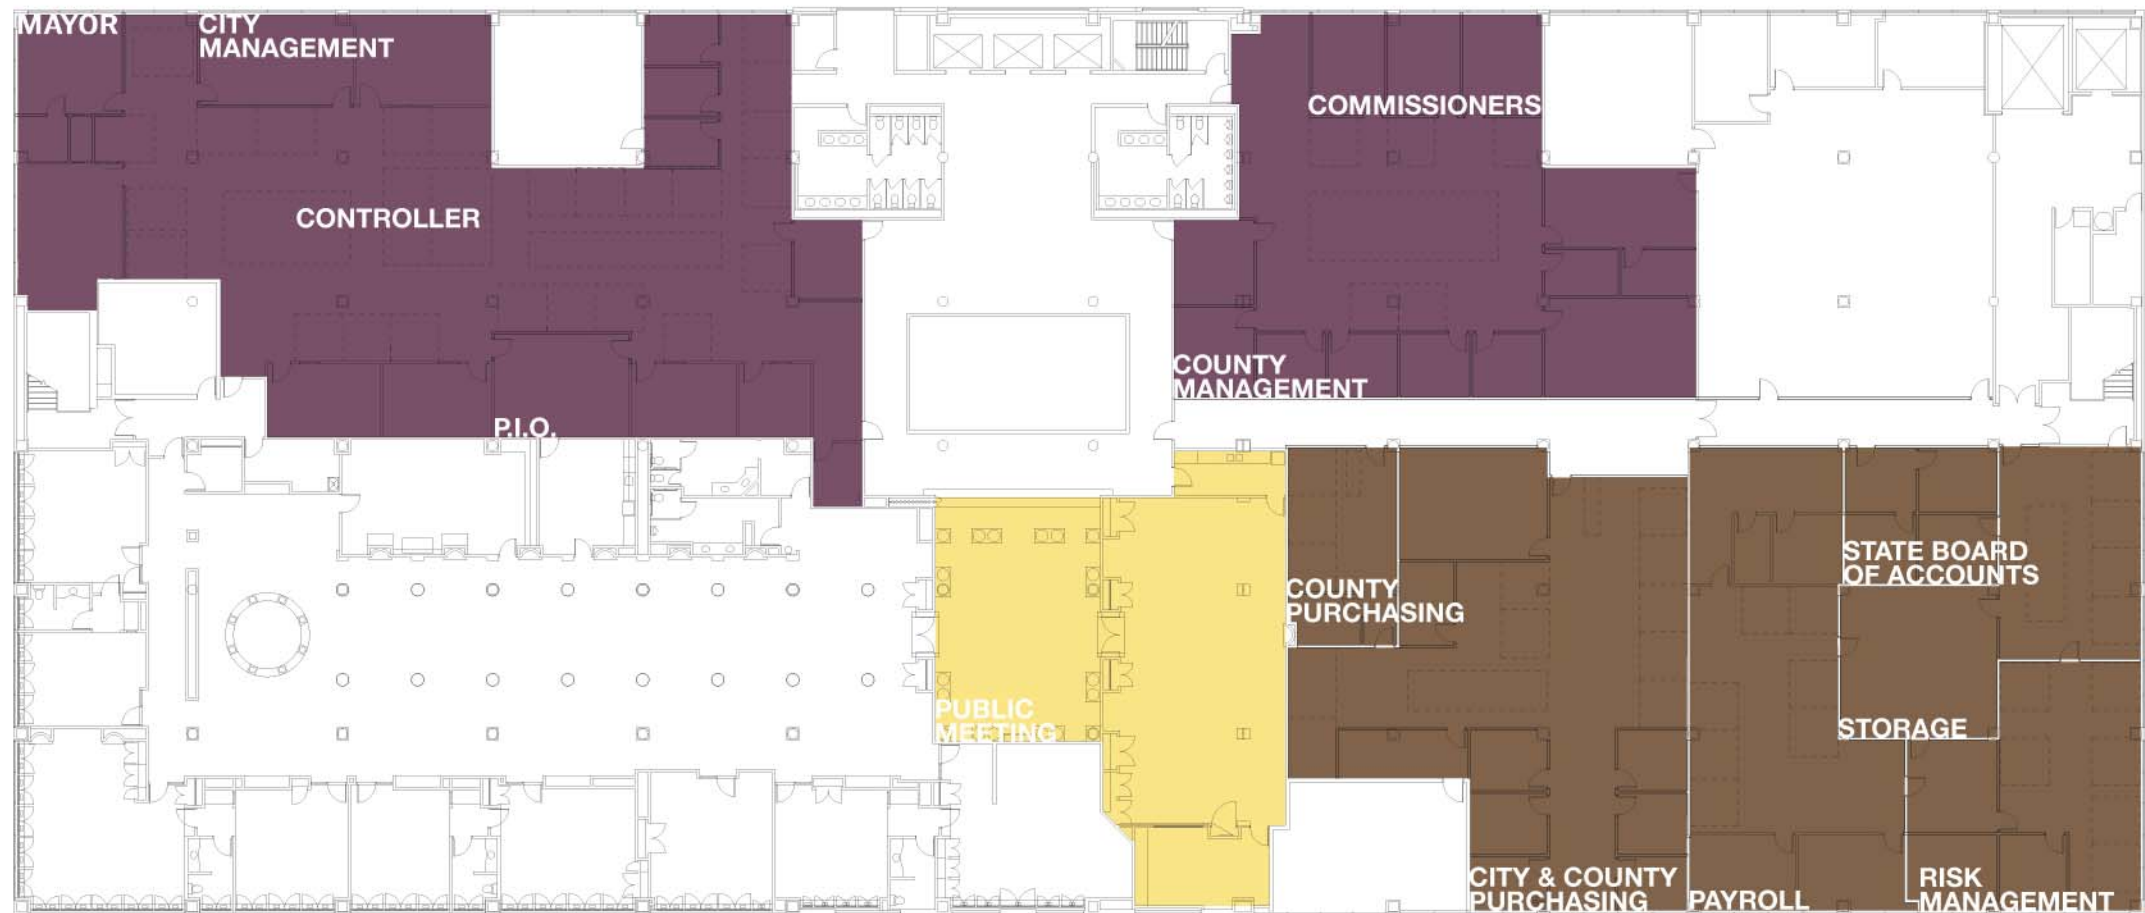 MAYOR
CITY
MANAGEMENT
COMMISSIONERS
CONTROLLER
COUNTY
MANAGEMENT
P.I.O.
STATE BOARD
OF ACCOUNTS
COUNTY
PURCHASING
PUBLIC
MEETING
STORAGE
CITY & COUNTY
PURCHASING
PAYROLL
RISK
MANAGEMENT